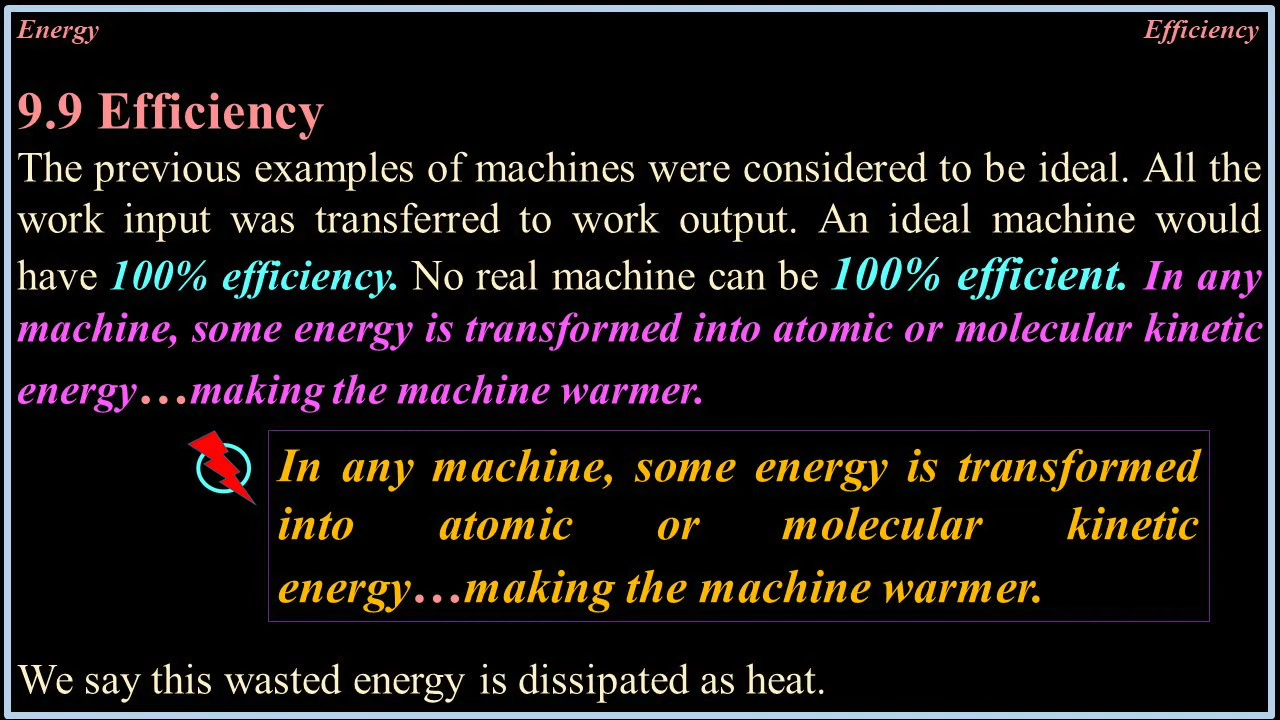 Energy
Efficiency
9.9 Efficiency
The previous examples of machines were considered to be ideal. All the
work input was transferred to work output. An ideal machine would
have 100% efficiency. No real machine can be 100% efficient. In any
machine, some energy is transformed into atomic or molecular kinetic
energy…making the machine warmer.
In any machine, some energy is transformed
into atomic or molecular kinetic
energy…making the machine warmer.
We say this wasted energy is dissipated as heat.